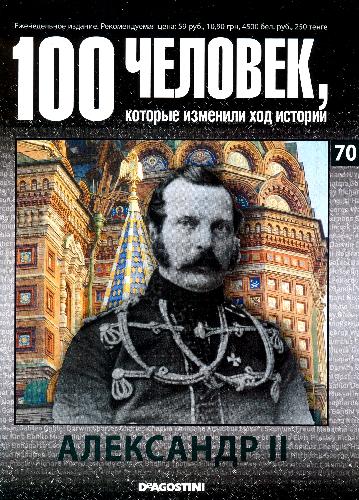 Еженедельное издание. Рекомендуемая цена: 59 руб., 10,90 грн, 4500 бел. руб., 250 тенге
100 ЧЕЛОВЕК,
которые изменили ход истории
70
АЛЕКСАНДР II
DEAGOSTINI